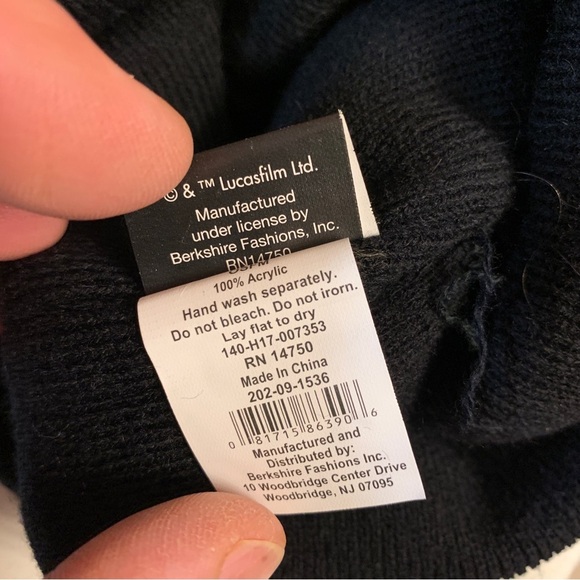 © & ™ Lucasfilm Ltd.
Manufactured
under license by
Berkshire Fashions, Inc.
RN14750
100% Acrylic
Hand wash separately.
Do not bleach. Do not irorn.
Lay flat to dry
140-H17-007353
RN 14750
Made In China
202-09-1536
0 81715 86390 6
Manufactured and
Distributed by:
Berkshire Fashions Inc.
10 Woodbridge Center Drive
Woodbridge, NJ 07095